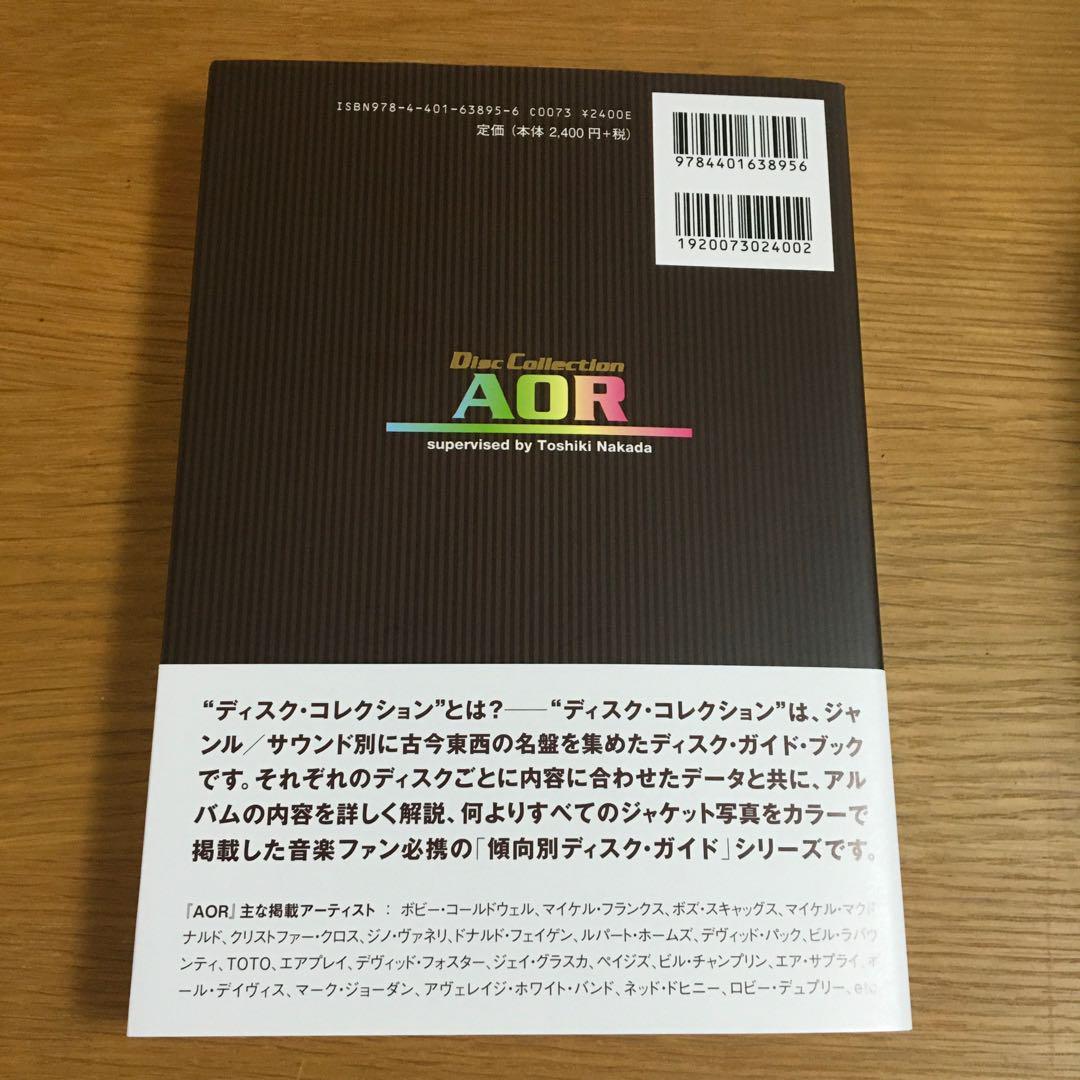 ISBN978-4-401-63895-6 C0073 ¥2400E
定価（本体 2,400 円+税）
9784401638956
1920073024002
Disc Collection
AOR
supervised by Toshiki Nakada
“ディスク・コレクション”とは?――“ディスク・コレクション”は、ジャ
ンル／サウンド別に古今東西の名盤を集めたディスク・ガイド・ブック
です。それぞれのディスクごとに内容に合わせたデータと共に、アル
バムの内容を詳しく解説、何よりすべてのジャケット写真をカラーで
掲載した音楽ファン必携の「傾向別ディスク・ガイド」シリーズです。
『AOR』主な掲載アーティスト ： ボビー・コールドウェル、マイケル・フランクス、ボズ・スキャッグス、マイケル・マクド
ナルド、クリストファー・クロス、ジノ・ヴァネリ、ドナルド・フェイゲン、ルパート・ホームズ、デヴィッド・パック、ビル・ラバウ
ンティ、TOTO、エアプレイ、デヴィッド・フォスター、ジェイ・グラスカ、ペイジズ、ビル・チャンプリン、エア・サプライ、ポ
ール・デイヴィス、マーク・ジョーダン、アヴェレイジ・ホワイト・バンド、ネッド・ドヒニー、ロビー・デュプリー、etc